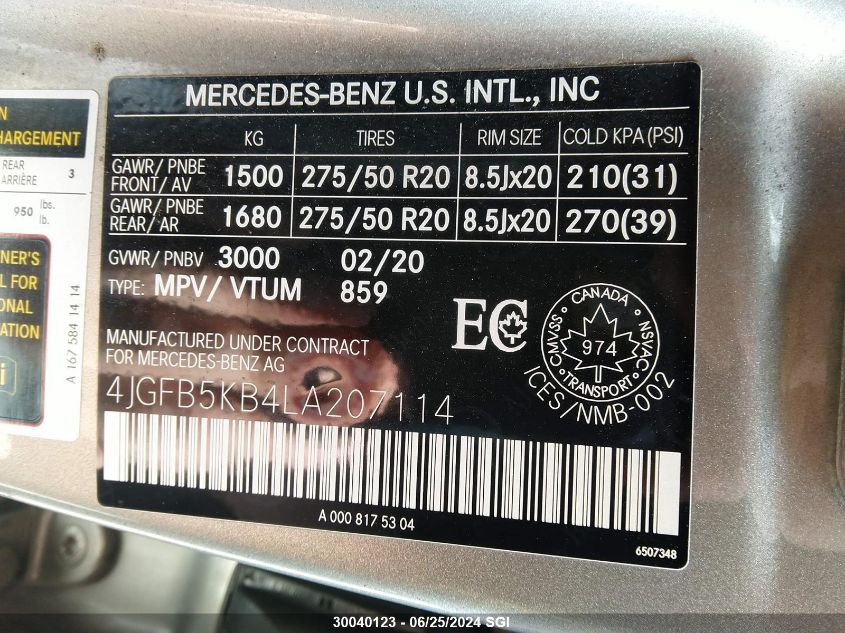 MERCEDES-BENZ U.S. INTL., INC
KG TIRES RIM SIZE COLD KPA (PSI)
GAWR/ PNBE
FRONT/ AV 1500 275/50 R20 8.5Jx20 210(31)
GAWR/ PNBE
REAR/ AR 1680 275/50 R20 8.5Jx20 270(39)
GVWR/ PNBV 3000 02/20
TYPE: MPV/ VTUM 859
MANUFACTURED UNDER CONTRACT
FOR MERCEDES-BENZ AG
4JGFB5KB4LA207114
EC
CANADA
CMVSS 974 NSVAC
TRANSPORT
ICES/NMB-002
A 000 817 53 04
6507348
N
HARGEMENT
REAR
ARRIÈRE 3
950 lbs.
lb.
NER'S
L FOR
ONAL
ATION
i
A 167 584 14 14
30040123 - 06/25/2024 SGI